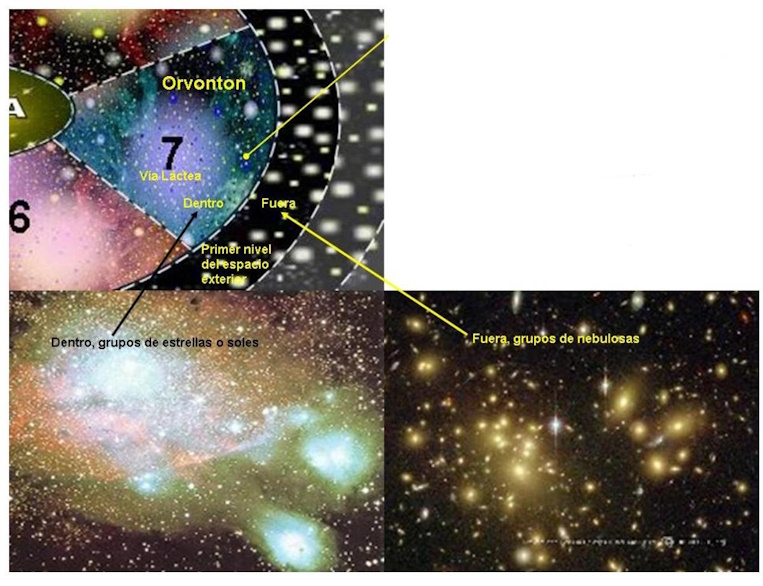 Orvonton
A
7
Vía Láctea
6
Dentro
Fuera
Primer nivel
del espacio
exterior
Dentro, grupos de estrellas o soles
Fuera, grupos de nebulosas